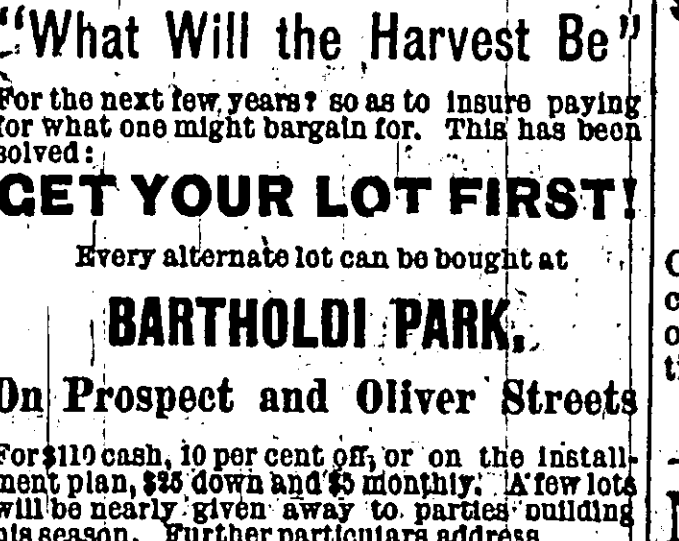 "What Will the Harvest Be"
For the next few years? so as to insure paying
for what one might bargain for. This has been
solved:
GET YOUR LOT FIRST!
Every alternate lot can be bought at
BARTHOLDI PARK,
On Prospect and Oliver Streets
For $110 cash, 10 per cent off, or on the install-
ment plan, $25 down and $5 monthly. A few lots
will be nearly given away to parties building
this season. Further particulars address